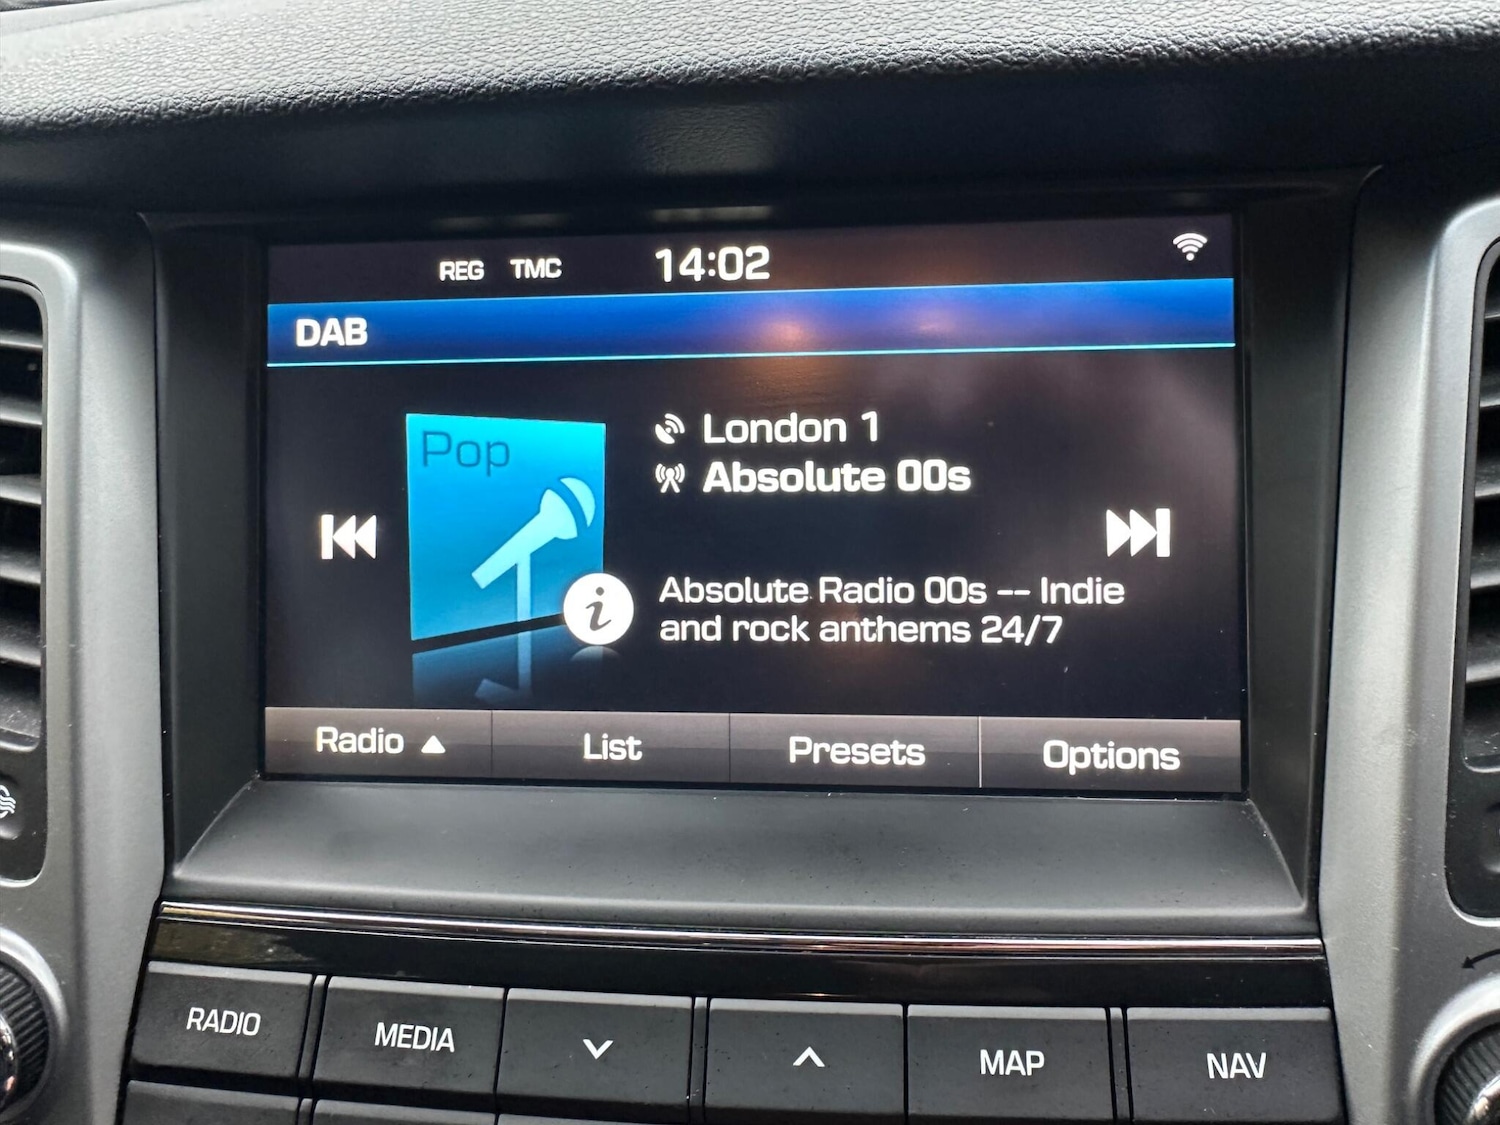 REG TMC 14:02
DAB
Pop
London 1
Absolute 00s
i
Absolute Radio 00s -- Indie
and rock anthems 24/7
Radio ▲ List Presets Options
RADIO MEDIA MAP NAV